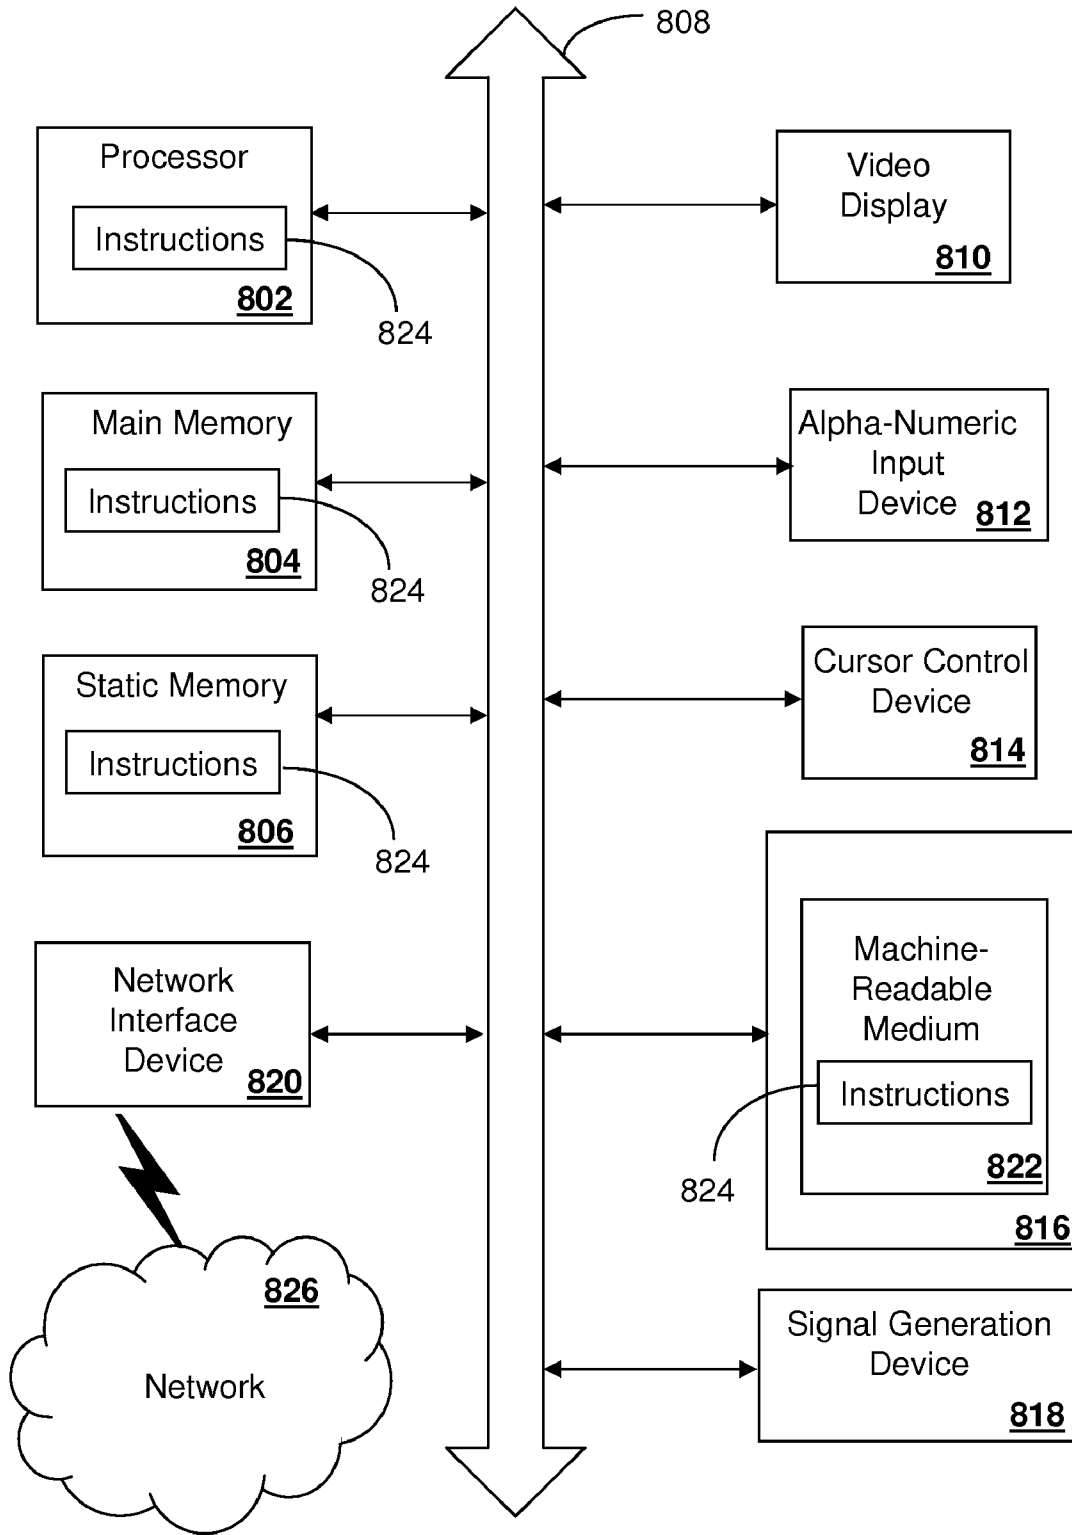 808
Processor
Instructions
802
824
Main Memory
Instructions
804
824
Static Memory
Instructions
806
824
Network
Interface
Device
820
826
Network
Video
Display
810
Alpha-Numeric
Input
Device
812
Cursor Control
Device
814
Machine-
Readable
Medium
Instructions
822
824
816
Signal Generation
Device
818